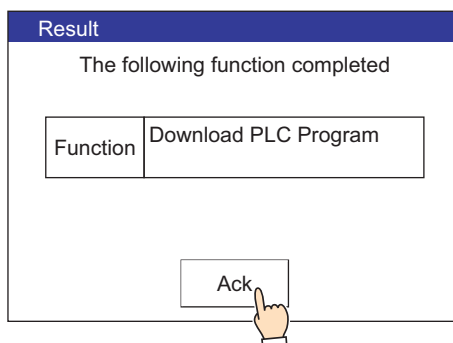 Result
The following function completed
Function
Download PLC Program
Ack